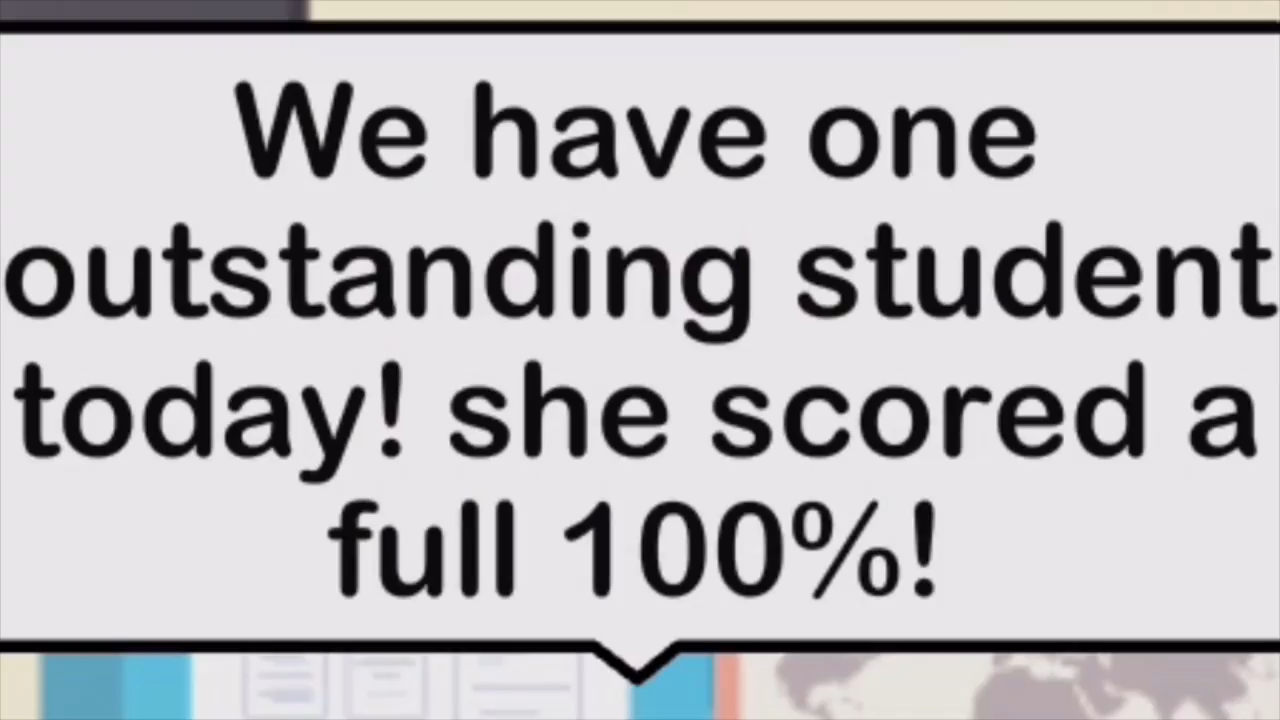 We have one
outstanding student
today! she scored a
full 100%!